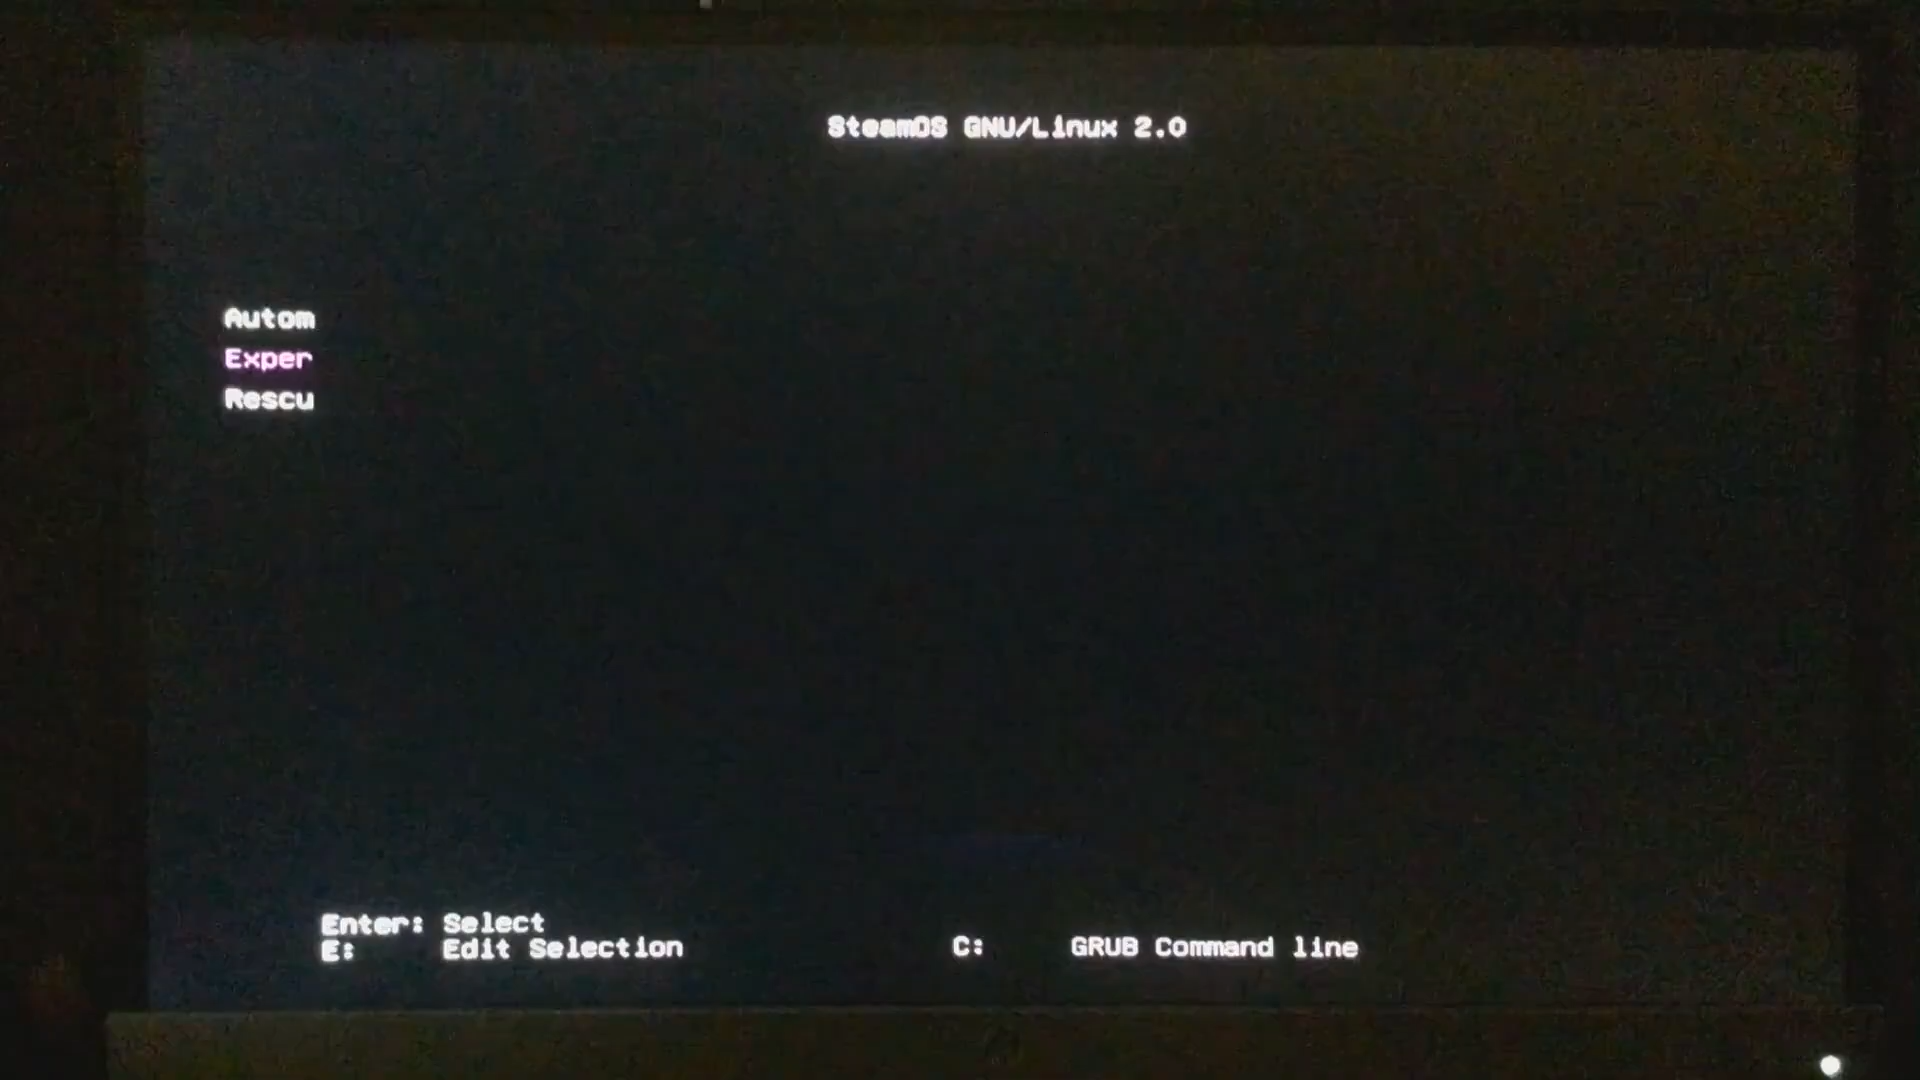 SteamOS GNU/Linux 2.0
Autom
Exper
Rescu
Enter: Select
E: Edit Selection C: GRUB Command line